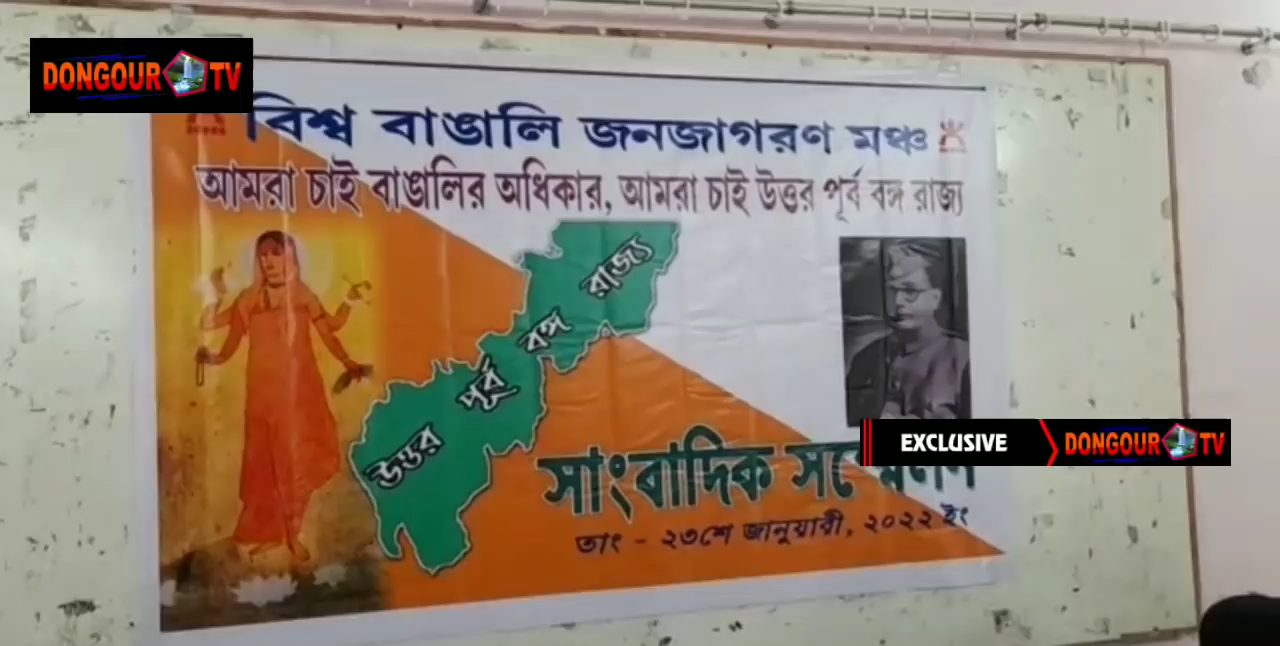 DONGOUR TV
বিশ্ব বাঙালি জনজাগরণ মঞ্চ
আমরা চাই বাঙালির অধিকার, আমরা চাই উত্তর পূর্ব বঙ্গ রাজ্য
উত্তর পূর্ব বঙ্গ রাজ্য
EXCLUSIVE DONGOUR TV
সাংবাদিক
তাং - ২৩শে জানুয়ারী, ২০২২ ইং